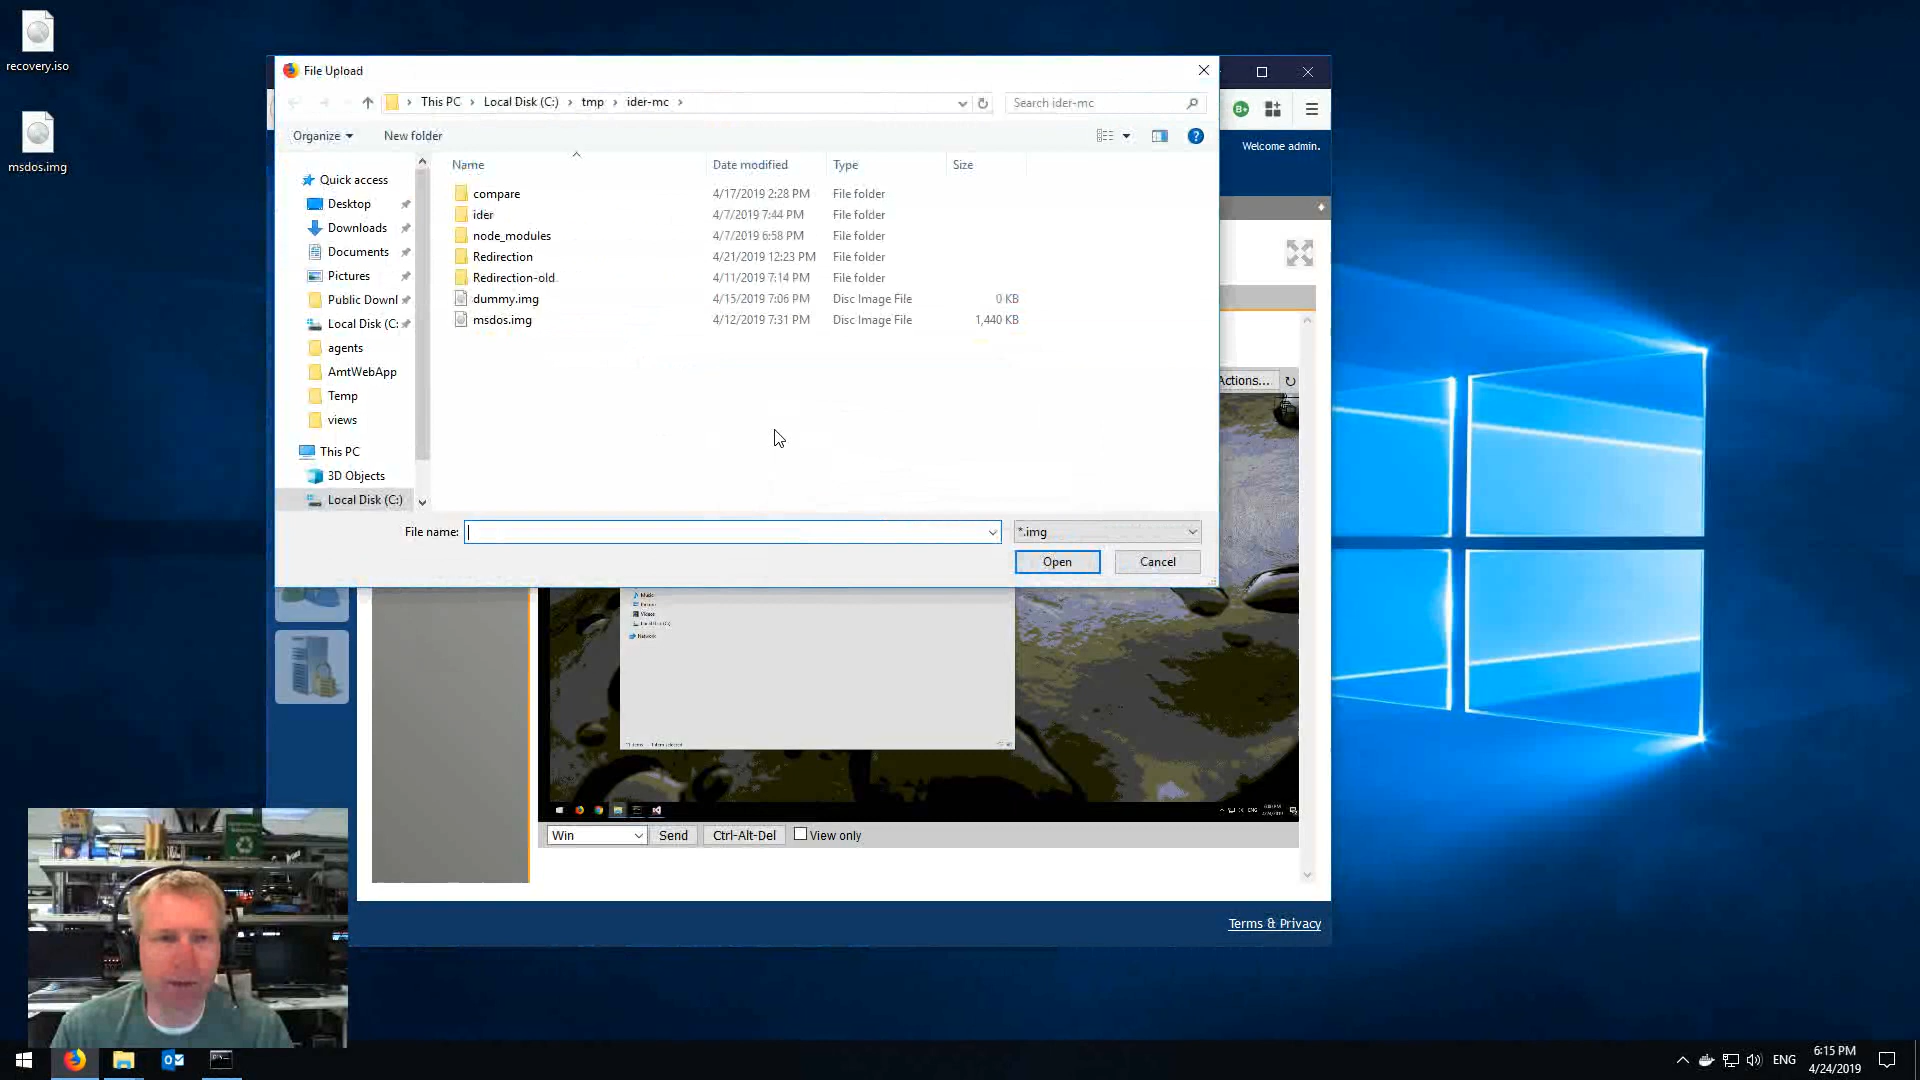 recovery.iso
msdos.img
File Upload
This PC
Local Disk (C:)
tmp
ider-mc
Search ider-mc
Organize
New folder
Name
Date modified
Type
Size
compare 4/17/2019 2:28 PM File folder
ider 4/7/2019 7:44 PM File folder
node_modules 4/7/2019 6:58 PM File folder
Redirection 4/21/2019 12:23 PM File folder
Redirection-old 4/11/2019 7:14 PM File folder
dummy.img 4/15/2019 7:06 PM Disc Image File 0 KB
msdos.img 4/12/2019 7:31 PM Disc Image File 1,440 KB
Quick access
Desktop
Downloads
Documents
Pictures
Public Downl
Local Disk (C:
agents
AmtWebApp
Temp
views
This PC
3D Objects
Local Disk (C:)
File name:
*.img
Open
Cancel
Welcome admin.
Actions...
Music
Videos
Local Disk (C:)
Network
Win
Send
Ctrl-Alt-Del
View only
Terms & Privacy
ENG
6:15 PM
4/24/2019